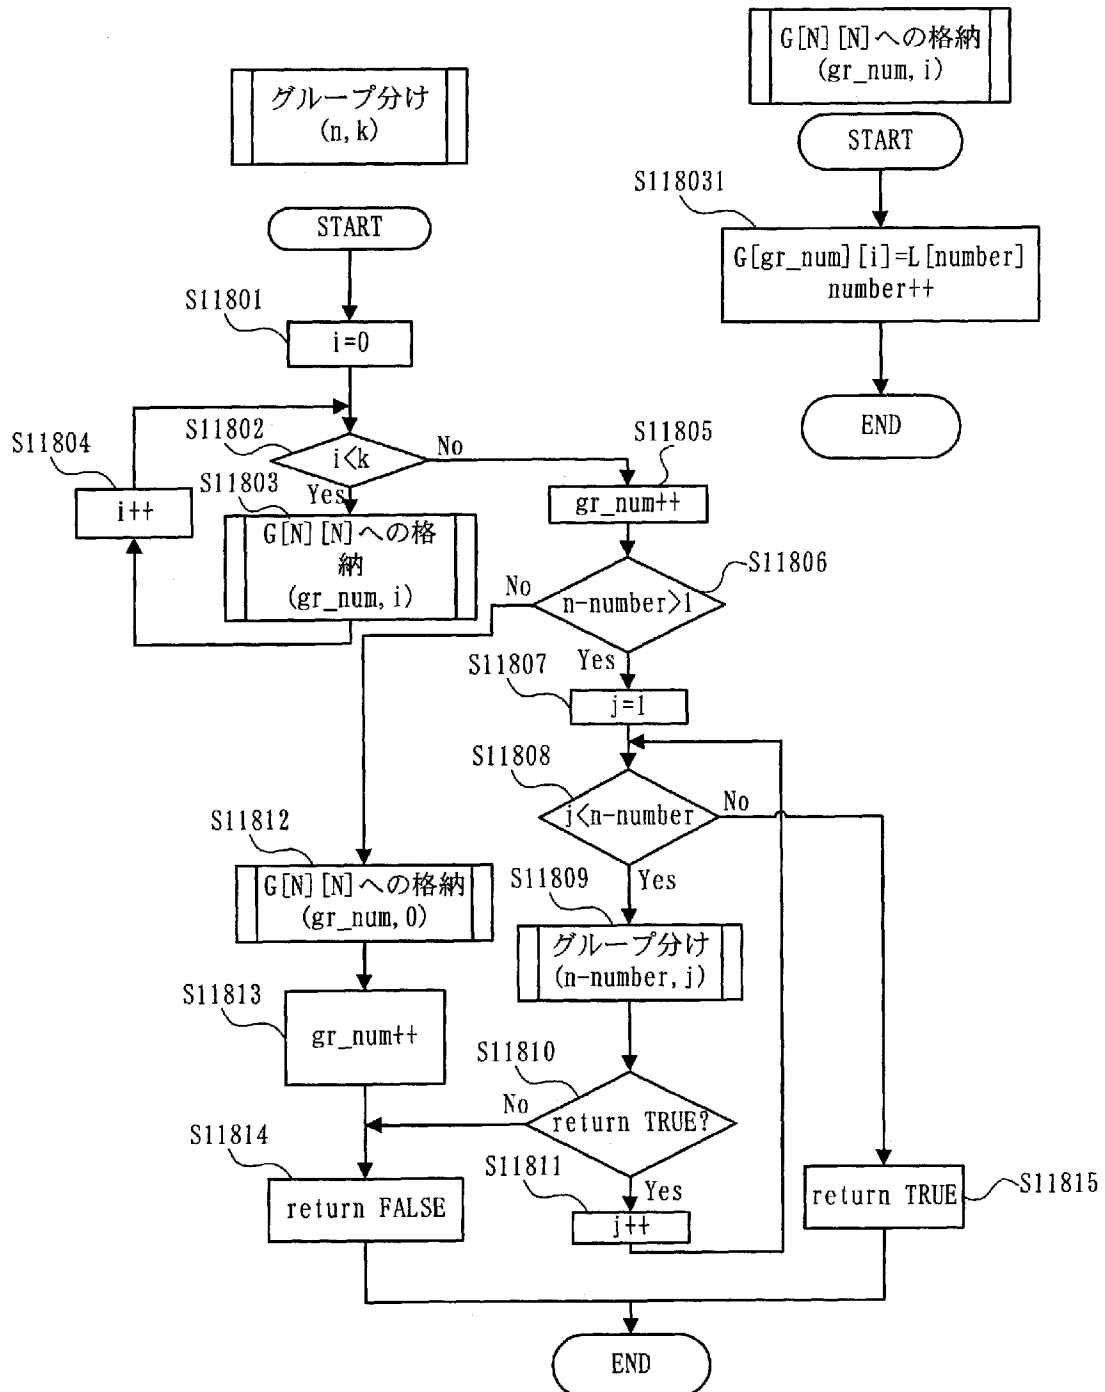 グループ分け
(n,k)
START
S11801
i=0
S11802
i<k
No
Yes
S11804
i++
S11803
G[N][N]への格
納
(gr_num,i)
S11805
gr_num++
S11806
n-number>1
No
Yes
S11807
j=1
S11808
j<n-number
No
Yes
S11809
グループ分け
(n-number,j)
S11810
return TRUE?
No
Yes
S11811
j++
S11812
G[N][N]への格納
(gr_num,0)
S11813
gr_num++
S11814
return FALSE
return TRUE
S11815
END
G[N][N]への格納
(gr_num,i)
START
S118031
G[gr_num][i]=L[number]
number++
END